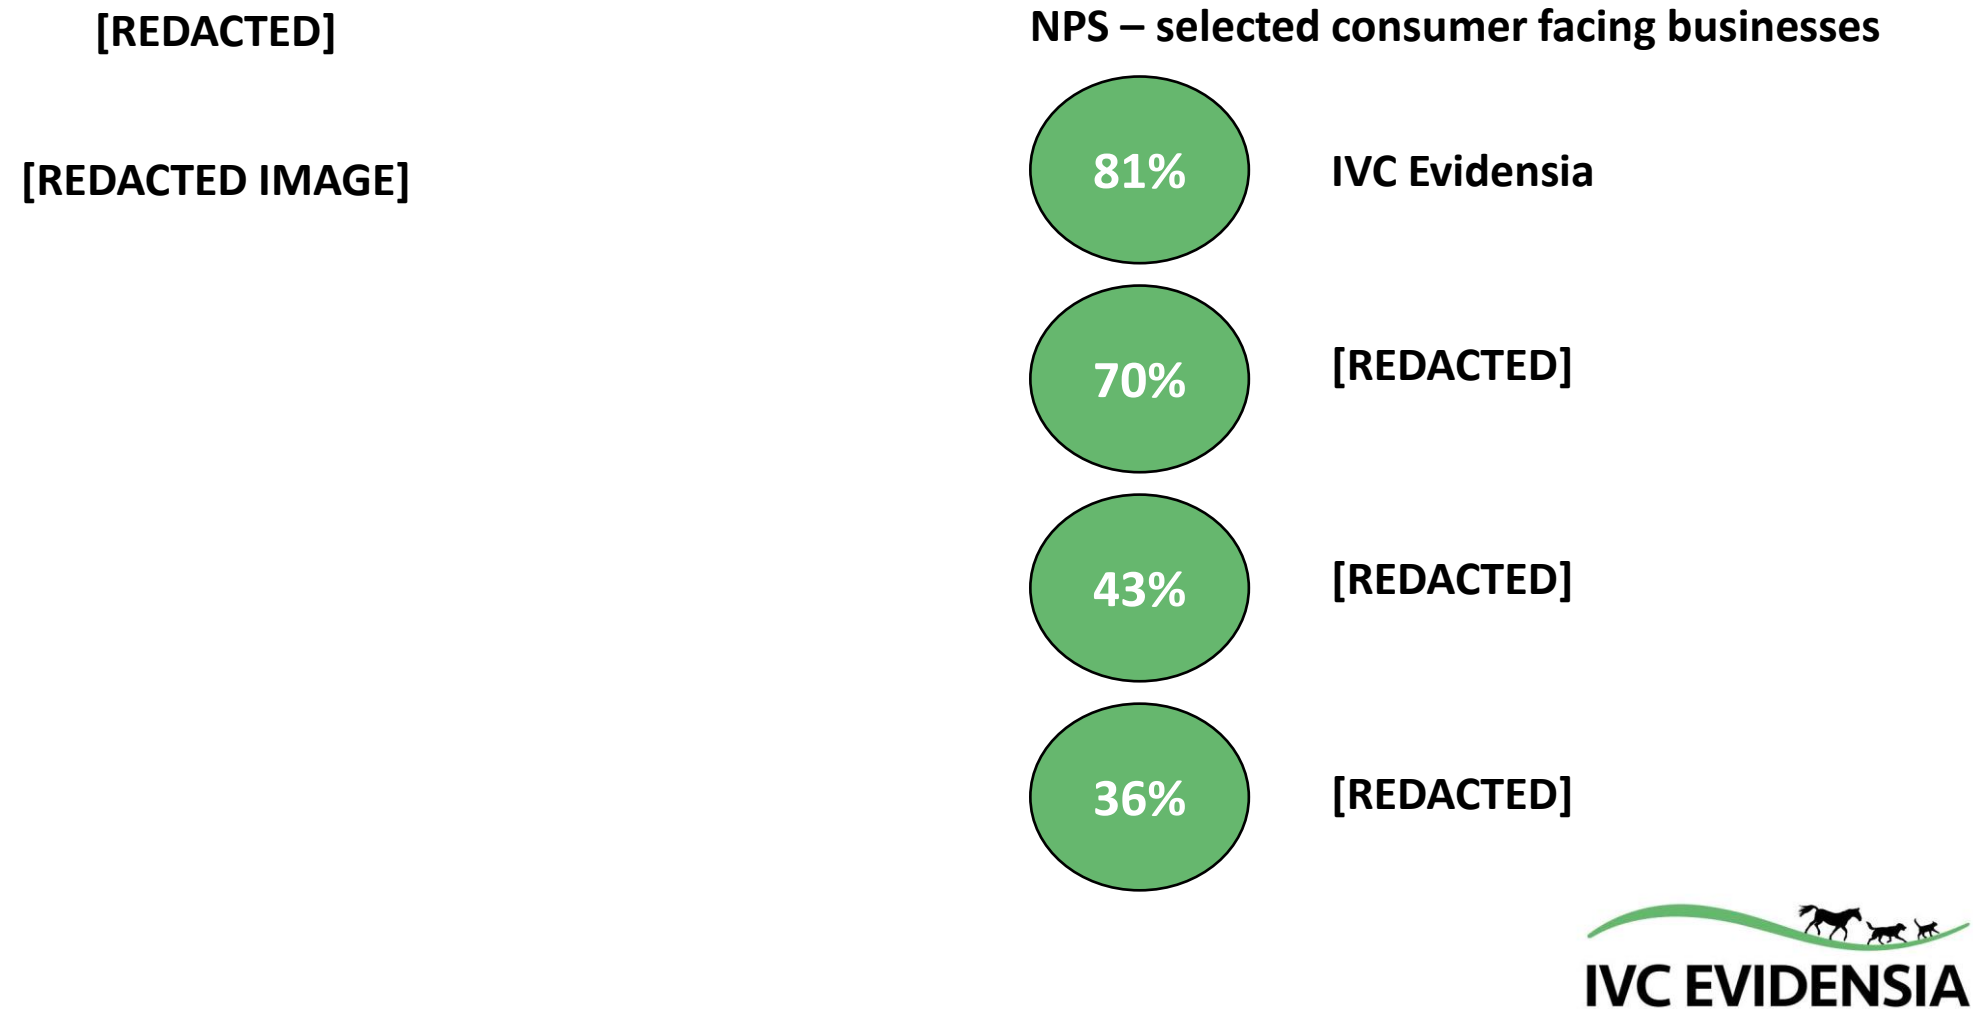 [REDACTED]
[REDACTED IMAGE]
NPS – selected consumer facing businesses
81%
IVC Evidensia
70%
[REDACTED]
43%
[REDACTED]
36%
[REDACTED]
IVC EVIDENSIA